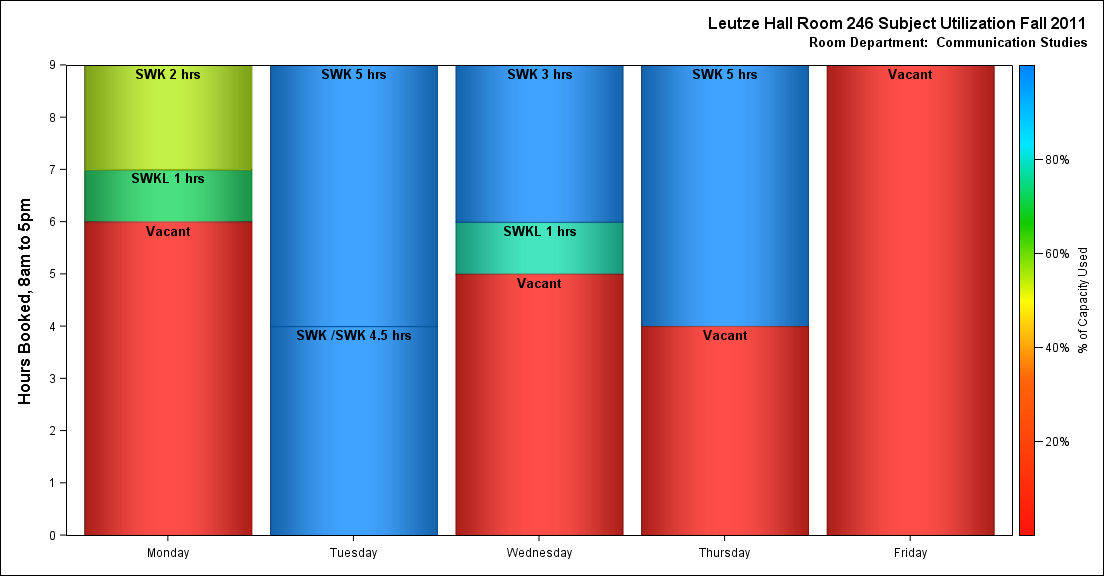 Leutze Hall Room 246 Subject Utilization Fall 2011
Room Department:  Communication Studies
Hours Booked, 8am to 5pm
9
8
7
6
5
4
3
2
1
0
SWK 2 hrs
SWKL 1 hrs
Vacant
SWK 5 hrs
SWK /SWK 4.5 hrs
SWK 3 hrs
SWKL 1 hrs
Vacant
SWK 5 hrs
Vacant
Vacant
Monday
Tuesday
Wednesday
Thursday
Friday
80%
60%
40%
20%
% of Capacity Used